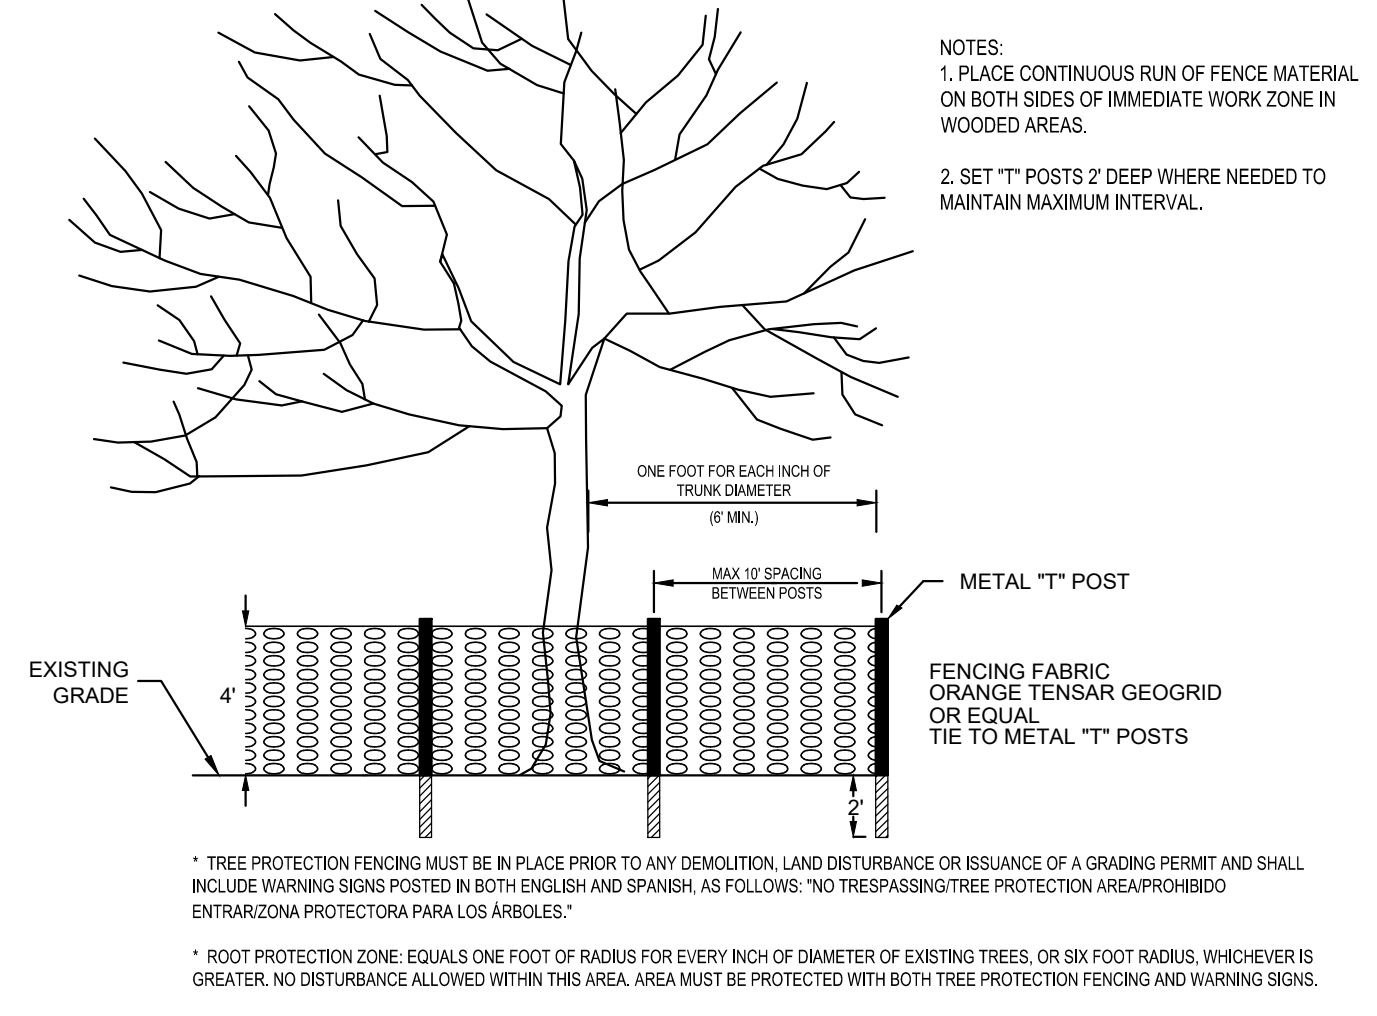 NOTES:
1. PLACE CONTINUOUS RUN OF FENCE MATERIAL
ON BOTH SIDES OF IMMEDIATE WORK ZONE IN
WOODED AREAS.
2. SET "T" POSTS 2' DEEP WHERE NEEDED TO
MAINTAIN MAXIMUM INTERVAL.
ONE FOOT FOR EACH INCH OF
TRUNK DIAMETER
(6' MIN.)
MAX 10' SPACING
BETWEEN POSTS
METAL "T" POST
EXISTING
GRADE
4'
FENCING FABRIC
ORANGE TENSAR GEOGRID
OR EQUAL
TIE TO METAL "T" POSTS
2'
* TREE PROTECTION FENCING MUST BE IN PLACE PRIOR TO ANY DEMOLITION, LAND DISTURBANCE OR ISSUANCE OF A GRADING PERMIT AND SHALL
INCLUDE WARNING SIGNS POSTED IN BOTH ENGLISH AND SPANISH, AS FOLLOWS: "NO TRESPASSING/TREE PROTECTION AREA/PROHIBIDO
ENTRAR/ZONA PROTECTORA PARA LOS ÁRBOLES."
* ROOT PROTECTION ZONE: EQUALS ONE FOOT OF RADIUS FOR EVERY INCH OF DIAMETER OF EXISTING TREES, OR SIX FOOT RADIUS, WHICHEVER IS
GREATER. NO DISTURBANCE ALLOWED WITHIN THIS AREA. AREA MUST BE PROTECTED WITH BOTH TREE PROTECTION FENCING AND WARNING SIGNS.